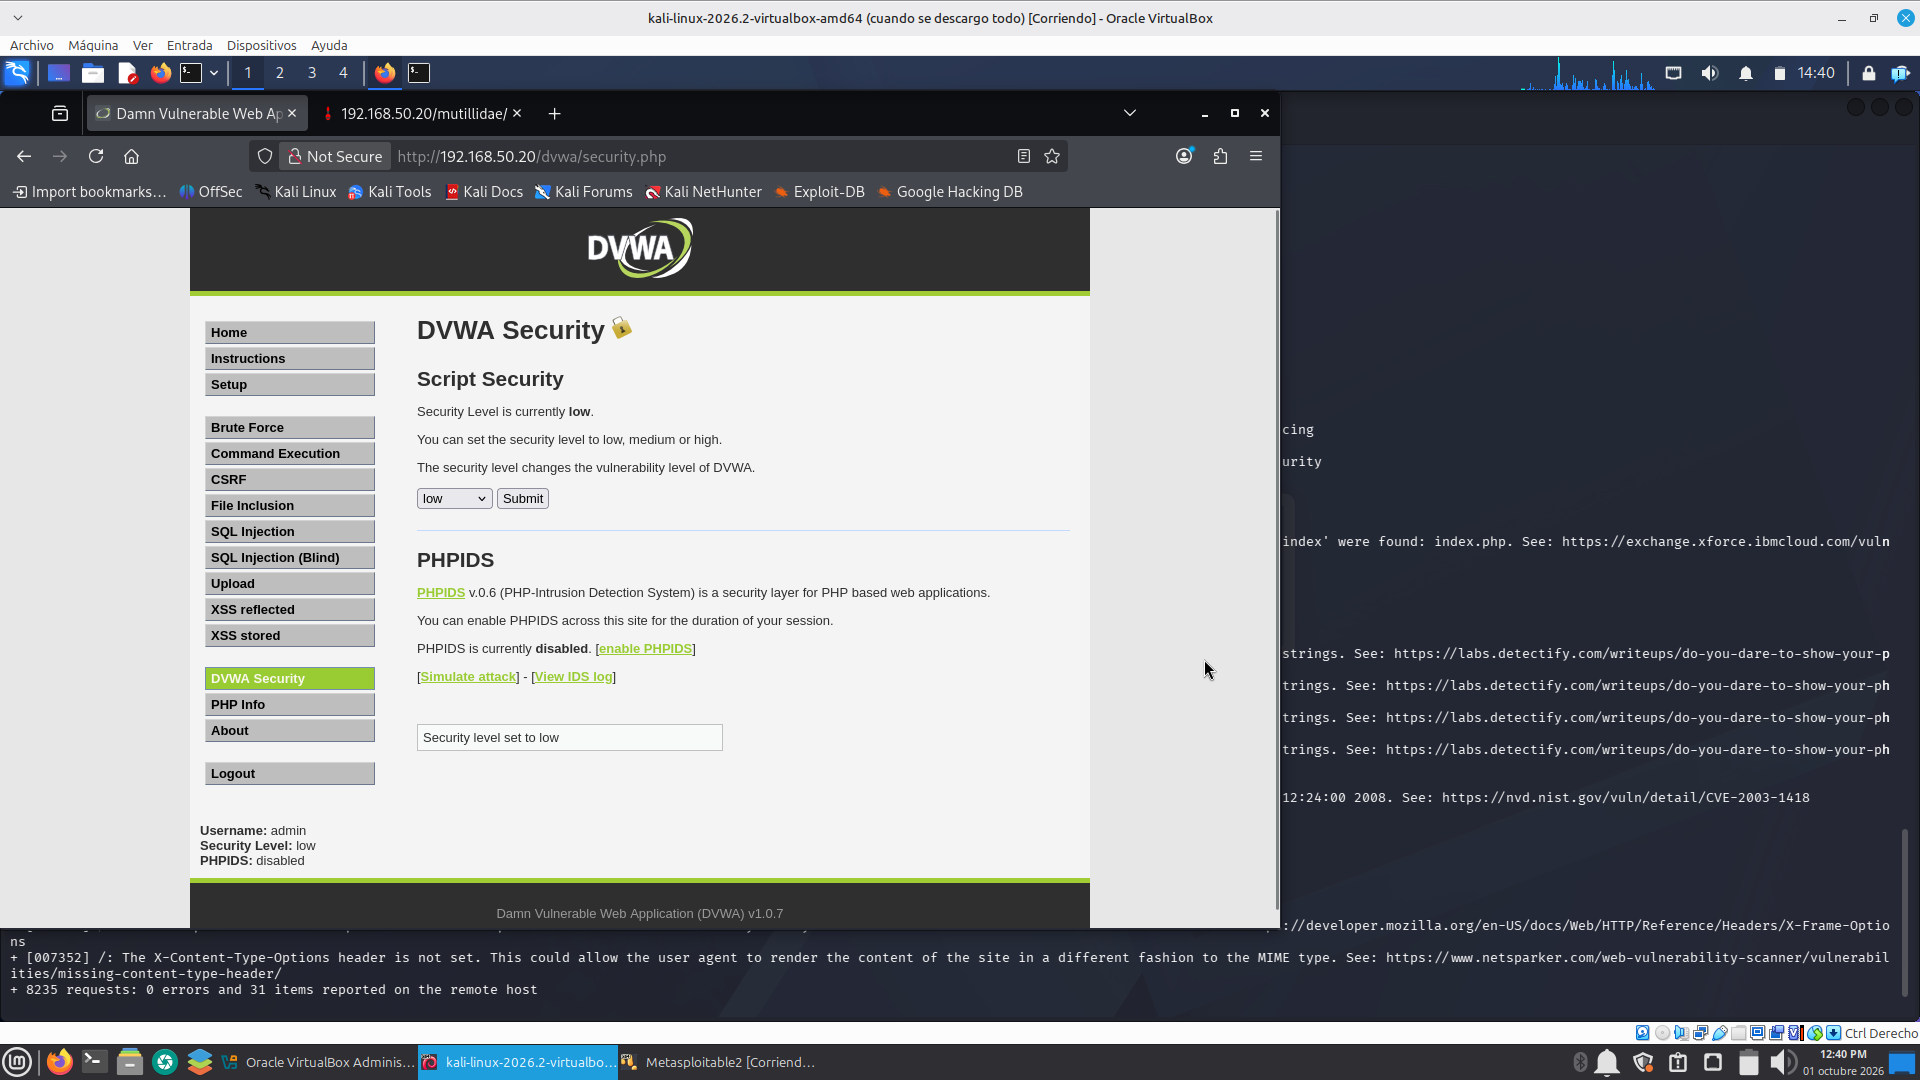 kali-linux-2026.2-virtualbox-amd64 (cuando se descargo todo) [Corriendo] - Oracle VirtualBox
Archivo Máquina Ver Entrada Dispositivos Ayuda
1 2 3 4 14:40
Damn Vulnerable Web Ap 192.168.50.20/mutillidae/
Not Secure http://192.168.50.20/dvwa/security.php
Import bookmarks… OffSec Kali Linux Kali Tools Kali Docs Kali Forums Kali NetHunter Exploit-DB Google Hacking DB
DVWA
Home
Instructions
Setup
Brute Force
Command Execution
CSRF
File Inclusion
SQL Injection
SQL Injection (Blind)
Upload
XSS reflected
XSS stored
DVWA Security
PHP Info
About
Logout
DVWA Security
Script Security
Security Level is currently low.
You can set the security level to low, medium or high.
The security level changes the vulnerability level of DVWA.
low Submit
PHPIDS
PHPIDS v.0.6 (PHP-Intrusion Detection System) is a security layer for PHP based web applications.
You can enable PHPIDS across this site for the duration of your session.
PHPIDS is currently disabled. [enable PHPIDS]
[Simulate attack] - [View IDS log]
Security level set to low
Username: admin
Security Level: low
PHPIDS: disabled
Damn Vulnerable Web Application (DVWA) v1.0.7
cing
urity
index' were found: index.php. See: https://exchange.xforce.ibmcloud.com/vuln
strings. See: https://labs.detectify.com/writeups/do-you-dare-to-show-your-p
trings. See: https://labs.detectify.com/writeups/do-you-dare-to-show-your-ph
trings. See: https://labs.detectify.com/writeups/do-you-dare-to-show-your-ph
trings. See: https://labs.detectify.com/writeups/do-you-dare-to-show-your-ph
12:24:00 2008. See: https://nvd.nist.gov/vuln/detail/CVE-2003-1418
://developer.mozilla.org/en-US/docs/Web/HTTP/Reference/Headers/X-Frame-Optio
ns
+ [007352] /: The X-Content-Type-Options header is not set. This could allow the user agent to render the content of the site in a different fashion to the MIME type. See: https://www.netsparker.com/web-vulnerability-scanner/vulnerabil
ities/missing-content-type-header/
+ 8235 requests: 0 errors and 31 items reported on the remote host
Ctrl Derecho
Oracle VirtualBox Adminis... kali-linux-2026.2-virtualbo... Metasploitable2 [Corriend... 12:40 PM
01 octubre 2026